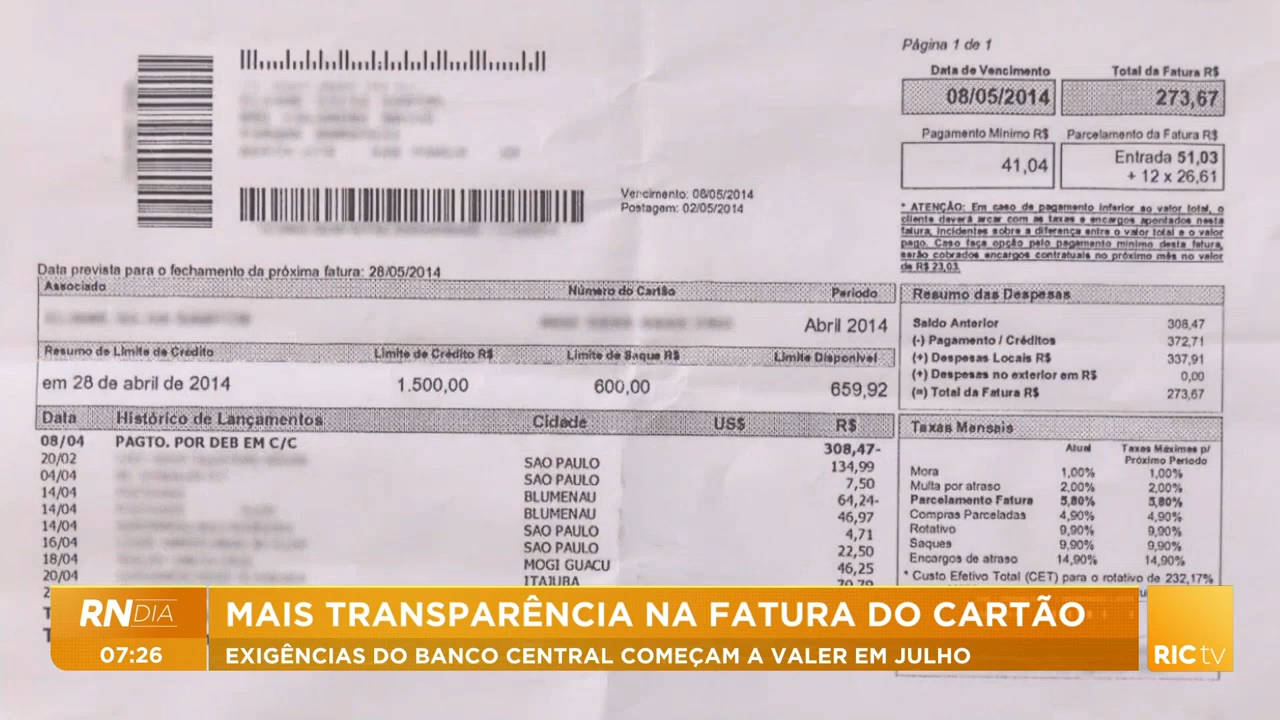 Página 1 de 1
Data de Vencimento
Total da Fatura R$
08/05/2014
273,67
Pagamento Mínimo R$
Parcelamento da Fatura R$
41,04
Entrada 51,03
+ 12 x 26,61
Vencimento: 08/05/2014
Postagem: 02/05/2014
* ATENÇÃO: Em caso de pagamento inferior ao valor total, o
cliente deverá arcar com as taxas e encargos apontados nesta
fatura, incidentes sobre a diferença entre o valor total e o valor
pago. Caso faça opção pelo pagamento mínimo desta fatura,
serão cobrados encargos contratuais no próximo mês no valor
de R$ 23,03.
Data prevista para o fechamento da próxima fatura: 28/05/2014
Associado Número do Cartão Período
Abril 2014
Resumo de Limite de Crédito Limite de Crédito R$ Limite de Saque R$ Limite Disponível
em 28 de abril de 2014 1.500,00 600,00 659,92
Data Histórico de Lançamentos Cidade US$ R$
08/04 PAGTO. POR DEB EM C/C 308,47-
20/02 SAO PAULO 134,99
04/04 SAO PAULO 7,50
14/04 BLUMENAU 64,24-
14/04 BLUMENAU 46,97
14/04 SAO PAULO 4,71
16/04 SAO PAULO 22,50
18/04 MOGI GUACU 46,25
20/04 ITAJUBA
Resumo das Despesas
Saldo Anterior 308,47
(-) Pagamento / Créditos 372,71
(+) Despesas Locais R$ 337,91
(+) Despesas no exterior em R$ 0,00
(=) Total da Fatura R$ 273,67
Taxas Mensais
Atual Taxas Máximas p/
Próximo Período
Mora 1,00% 1,00%
Multa por atraso 2,00% 2,00%
Parcelamento Fatura 5,80% 5,80%
Compras Parceladas 4,90% 4,90%
Rotativo 9,90% 9,90%
Saques 9,90% 9,90%
Encargos de atraso 14,90% 14,90%
* Custo Efetivo Total (CET) para o rotativo de 232,17%
RN DIA
07:26
MAIS TRANSPARÊNCIA NA FATURA DO CARTÃO
EXIGÊNCIAS DO BANCO CENTRAL COMEÇAM A VALER EM JULHO
RIC tv